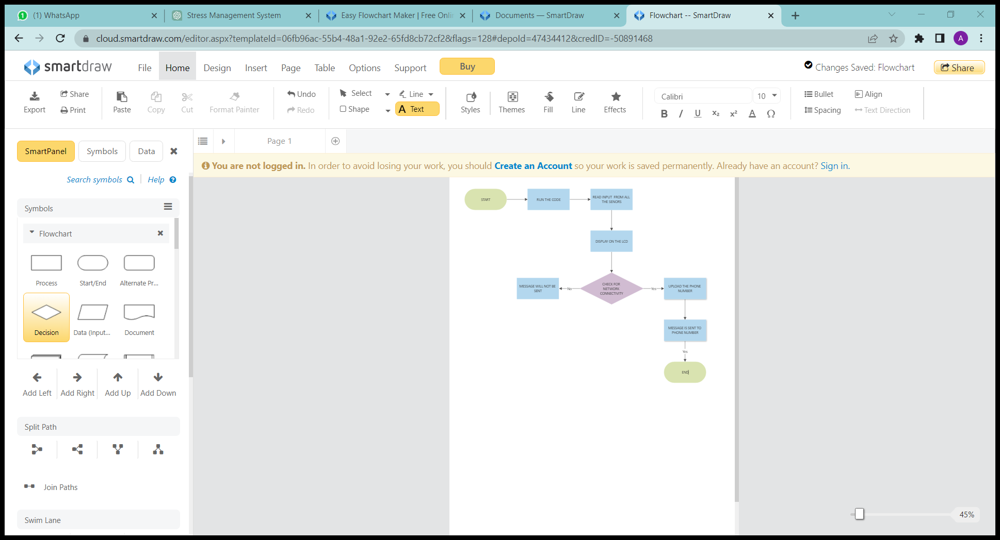 (1) WhatsApp
Stress Management System
Easy Flowchart Maker | Free Onli
Documents — SmartDraw
Flowchart -- SmartDraw
cloud.smartdraw.com/editor.aspx?templateId=06fb96ac-55b4-48a1-92e2-65fd8cb72cf2&flags=128#depoId=47434412&credID=-50891468
A
smartdraw
File
Home
Design
Insert
Page
Table
Options
Support
Buy
Changes Saved: Flowchart
Share
Export
Share
Print
Paste
Copy
Cut
Format Painter
Undo
Redo
Select
Shape
Line
A Text
Styles
Themes
Fill
Line
Effects
Calibri
10
B I U x₂ x² A Ω
Bullet
Spacing
Align
Text Direction
SmartPanel
Symbols
Data
Page 1
You are not logged in. In order to avoid losing your work, you should Create an Account so your work is saved permanently. Already have an account? Sign in.
Search symbols
Help
Symbols
Flowchart
Process
Start/End
Alternate Pr...
Decision
Data (Input...
Document
Add Left
Add Right
Add Up
Add Down
Split Path
Join Paths
Swim Lane
START
RUN THE CODE
READ INPUT FROM ALL
THE SENORS
DISPLAY ON THE LCD
MESSAGE WILL NOT BE
SENT
No
CHECK FOR
NETWORK
CONNECTIVITY
Yes
UPLOAD THE PHONE
NUMBER
MESSAGE IS SENT TO
PHONE NUMBER
Yes
END
45%